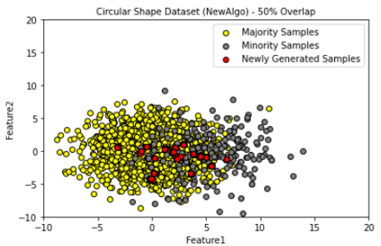 Circular Shape Dataset (NewAlgo) - 50% Overlap
20
Majority Samples
Minority Samples
Newly Generated Samples
15
10
5
0
−5
−10
Feature2
−10
−5
0
5
10
15
20
Feature1